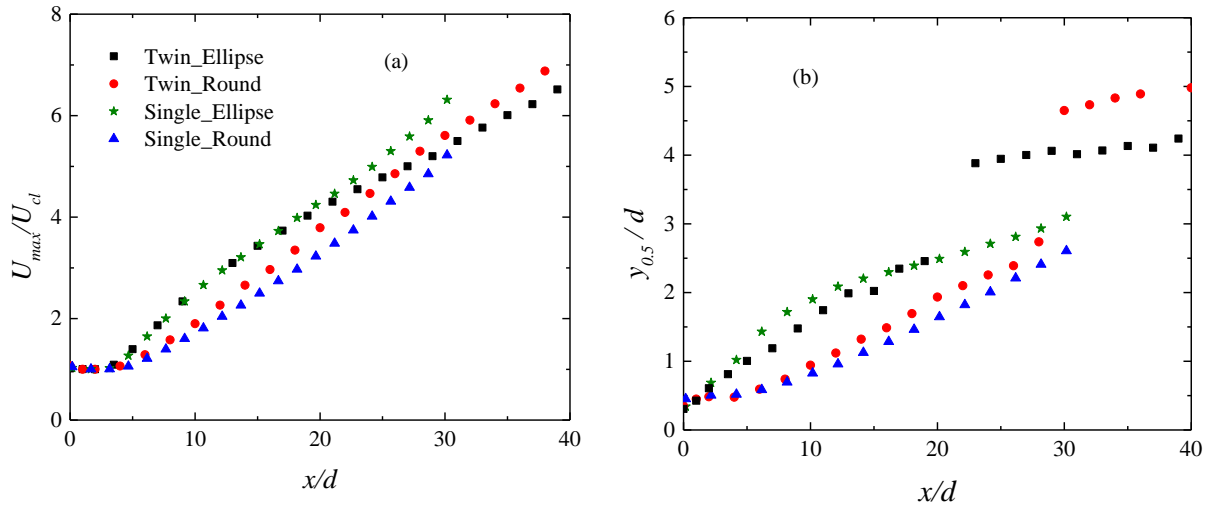 8
6
4
2
0
0
10
20
30
40
U_max/U_cl
x/d
(a)
Twin_Ellipse
Twin_Round
Single_Ellipse
Single_Round
6
5
4
3
2
1
0
0
10
20
30
40
y_0.5 / d
x/d
(b)